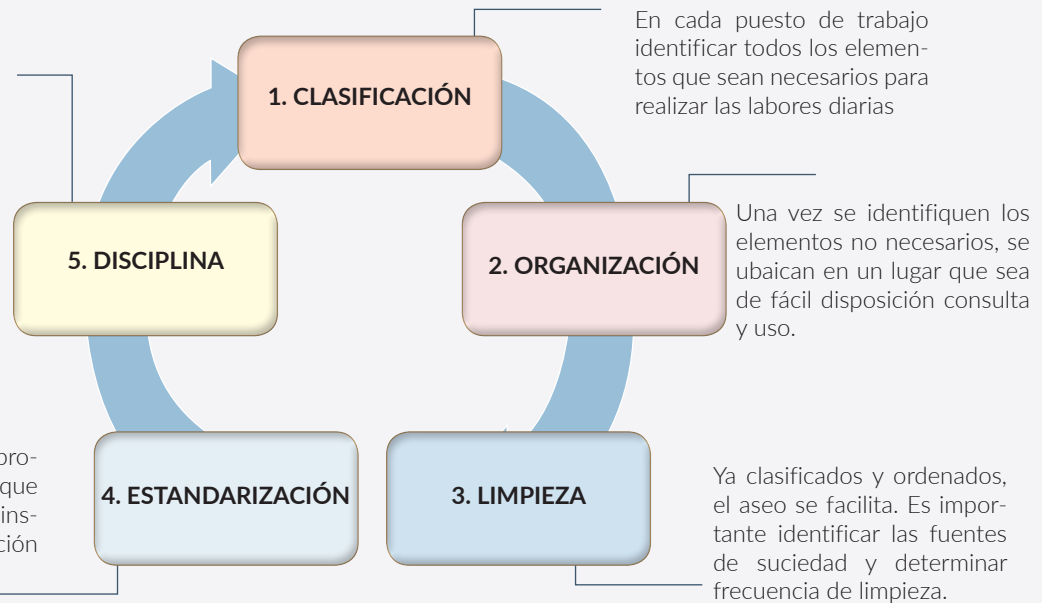 1. CLASIFICACIÓN
En cada puesto de trabajo
identificar todos los elemen-
tos que sean necesarios para
realizar las labores diarias
2. ORGANIZACIÓN
Una vez se identifiquen los
elementos no necesarios, se
ubaican en un lugar que sea
de fácil disposición consulta
y uso.
3. LIMPIEZA
Ya clasificados y ordenados,
el aseo se facilita. Es impor-
tante identificar las fuentes
de suciedad y determinar
frecuencia de limpieza.
4. ESTANDARIZACIÓN
que
5. DISCIPLINA